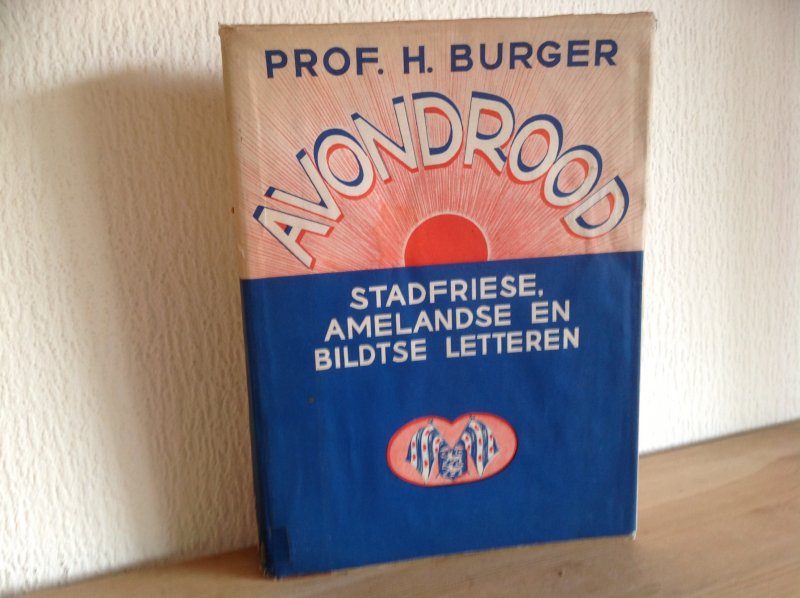 PROF. H. BURGER
AVONDROOD
STADFRIESE,
AMELANDSE EN
BILDTSE LETTEREN